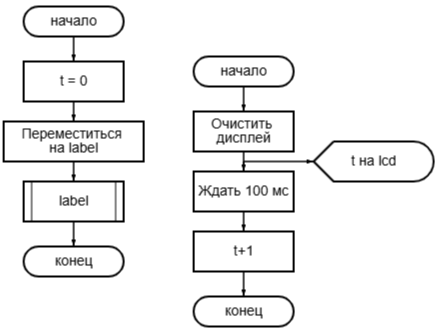 начало
t = 0
Переместиться
на label
label
конец
начало
Очистить
дисплей
t на lcd
Ждать 100 мс
t+1
конец